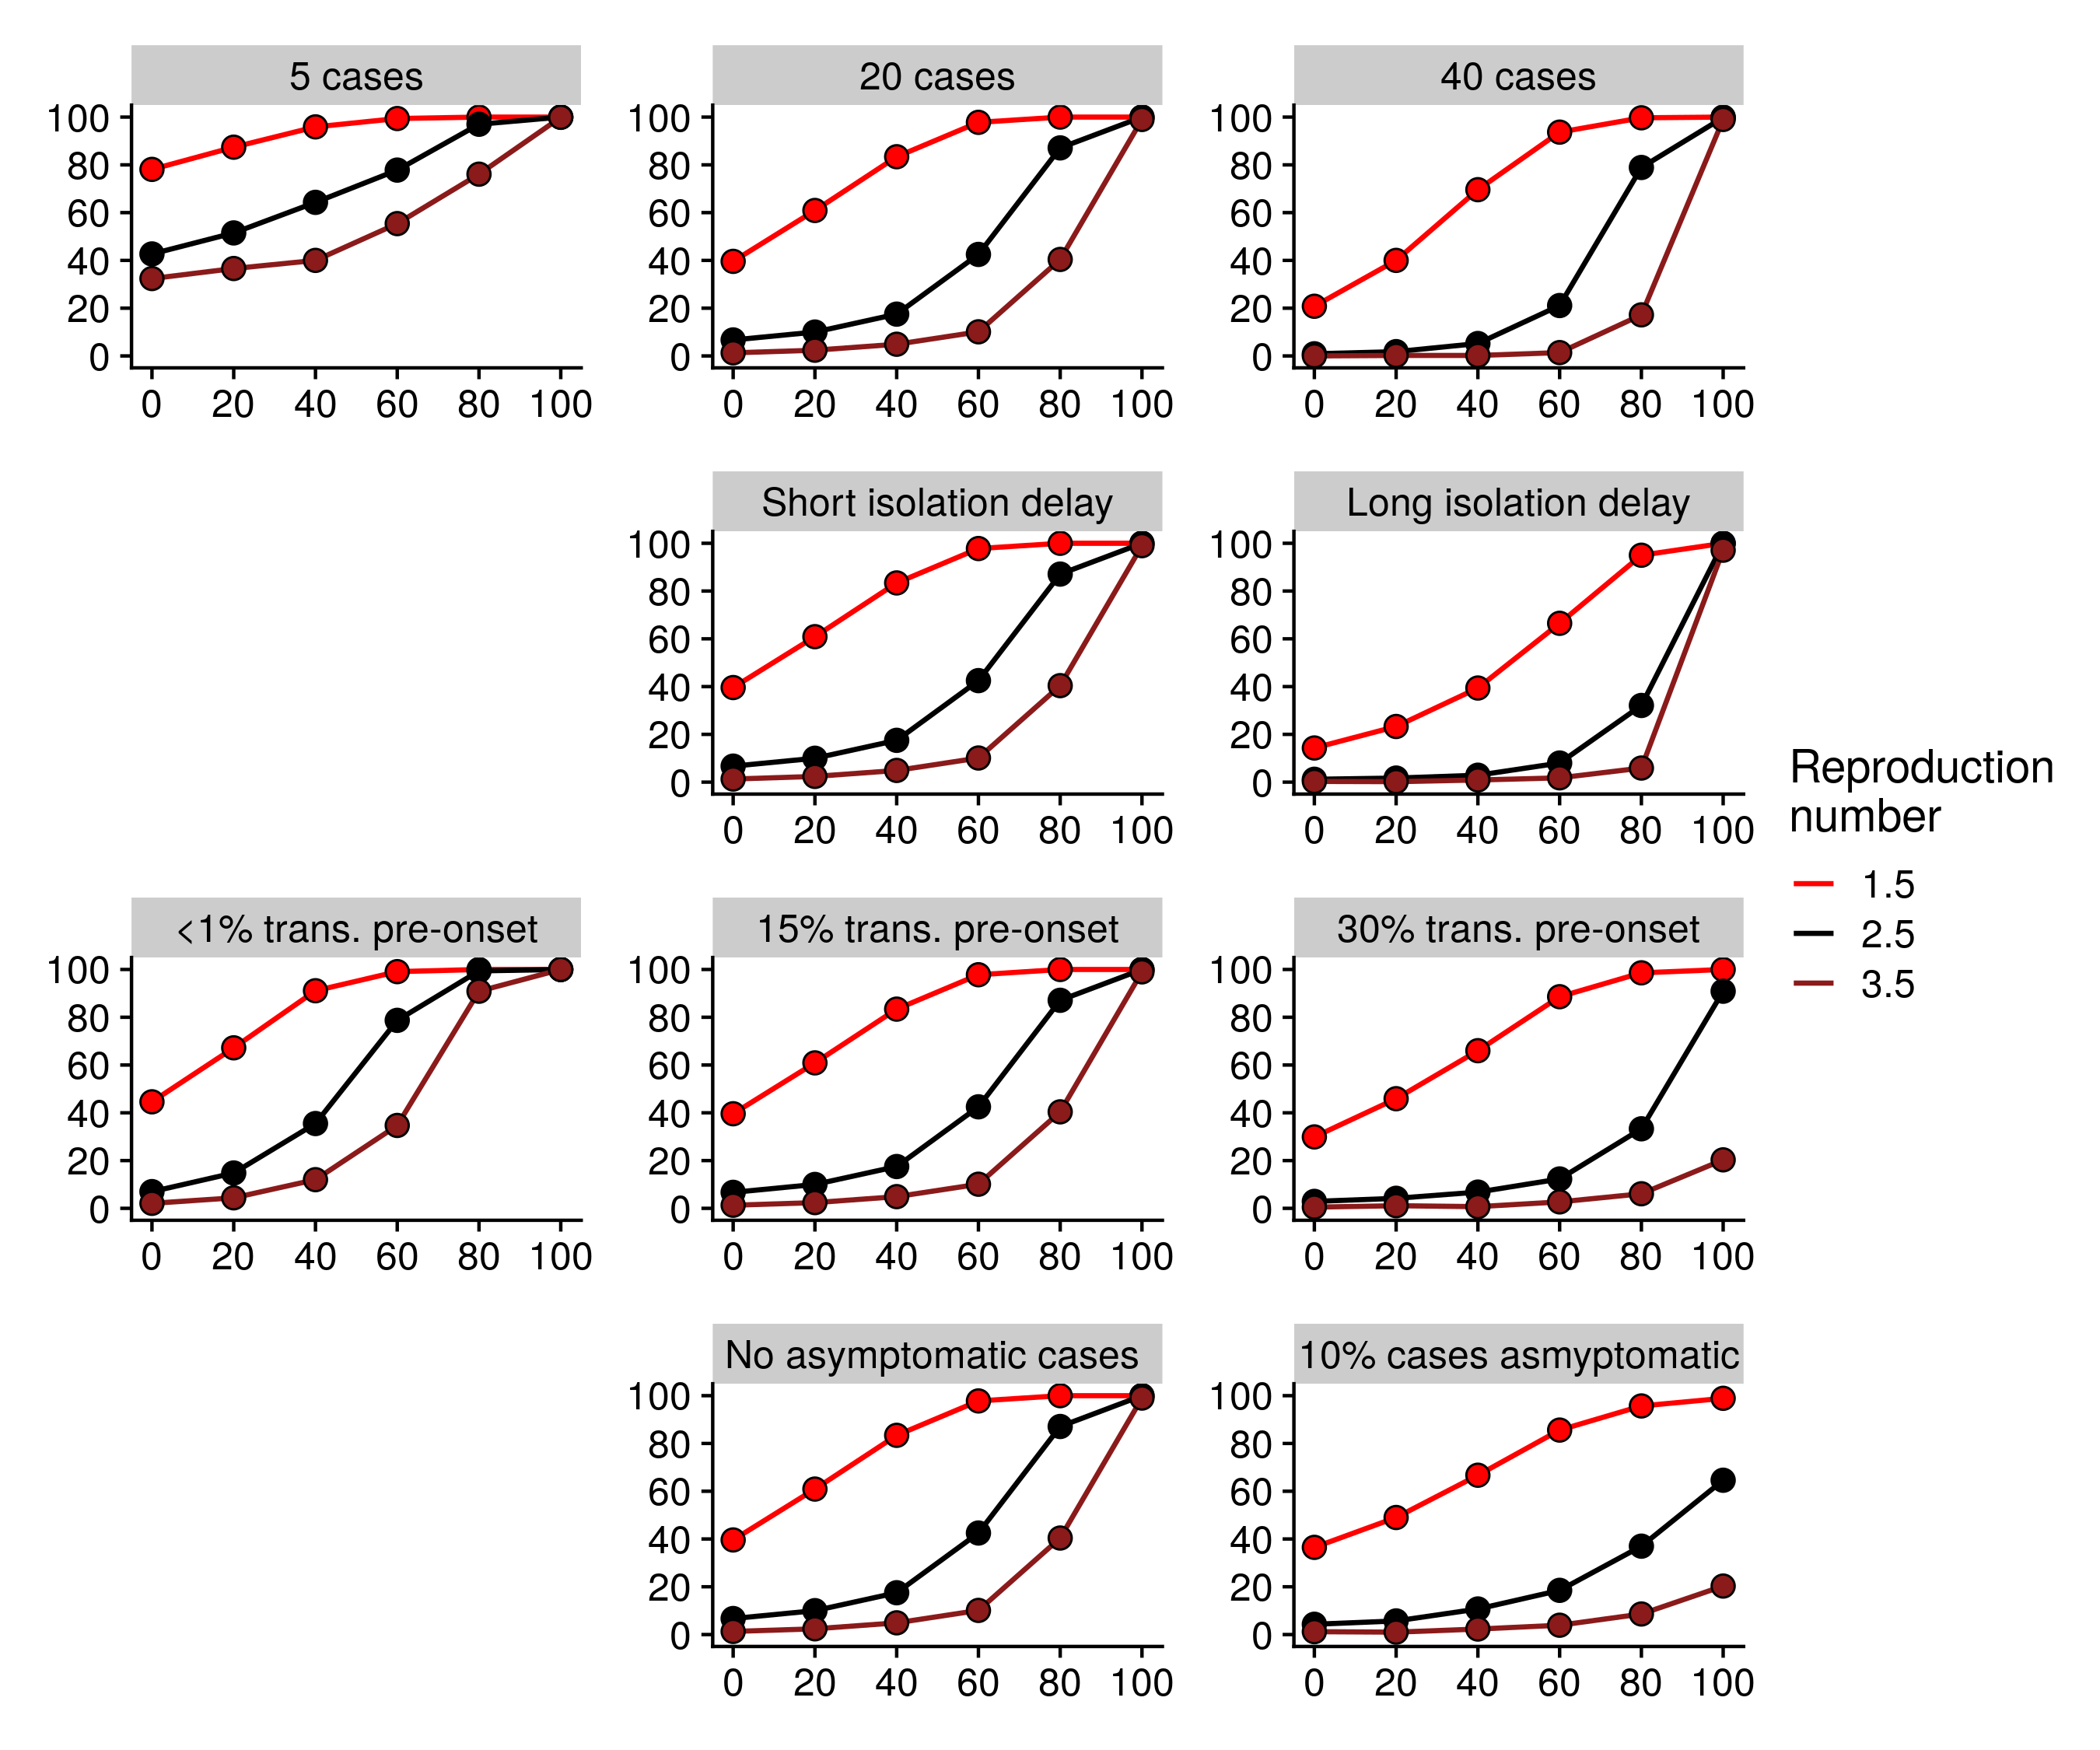 5 cases
20 cases
40 cases
100
80
60
40
20
0
0 20 40 60 80 100
100
80
60
40
20
0
0 20 40 60 80 100
100
80
60
40
20
0
0 20 40 60 80 100
Short isolation delay
Long isolation delay
100
80
60
40
20
0
0 20 40 60 80 100
100
80
60
40
20
0
0 20 40 60 80 100
Reproduction
number
1.5
2.5
3.5
<1% trans. pre-onset
15% trans. pre-onset
30% trans. pre-onset
100
80
60
40
20
0
0 20 40 60 80 100
100
80
60
40
20
0
0 20 40 60 80 100
100
80
60
40
20
0
0 20 40 60 80 100
No asymptomatic cases
10% cases asmyptomatic
100
80
60
40
20
0
0 20 40 60 80 100
100
80
60
40
20
0
0 20 40 60 80 100